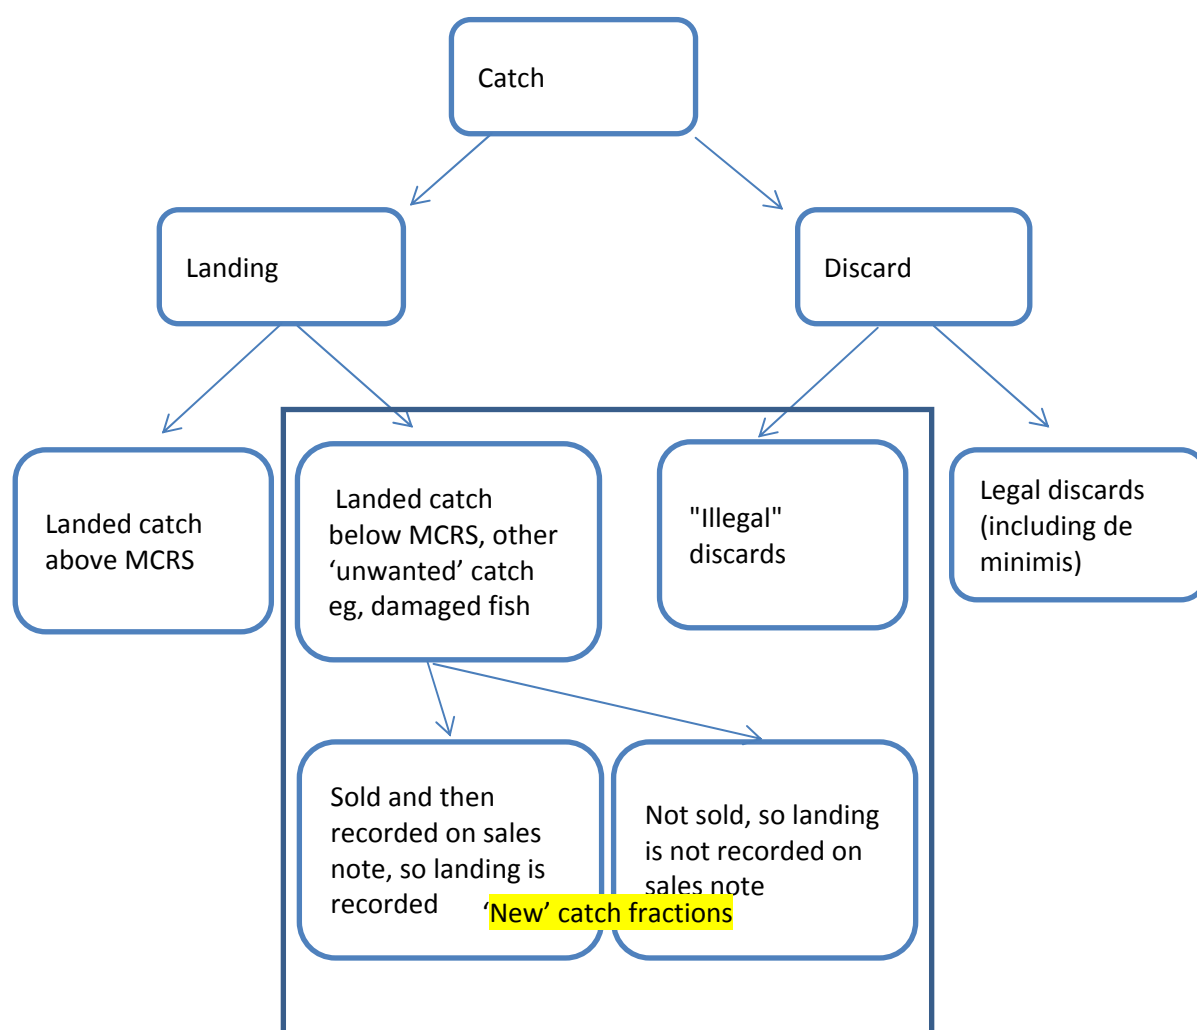 Catch
Landing
Discard
Landed catch
above MCRS
Landed catch
below MCRS, other
‘unwanted’ catch
eg, damaged fish
"Illegal"
discards
Legal discards
(including de
minimis)
Sold and then
recorded on sales
note, so landing is
recorded
Not sold, so landing
is not recorded on
sales note
‘New’ catch fractions